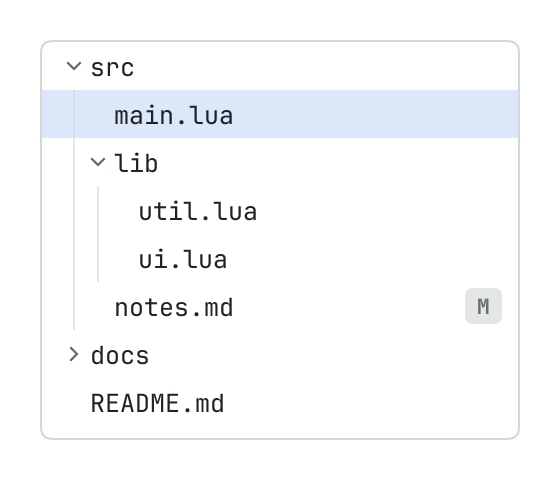 src
main.lua
lib
util.lua
ui.lua
notes.md M
docs
README.md